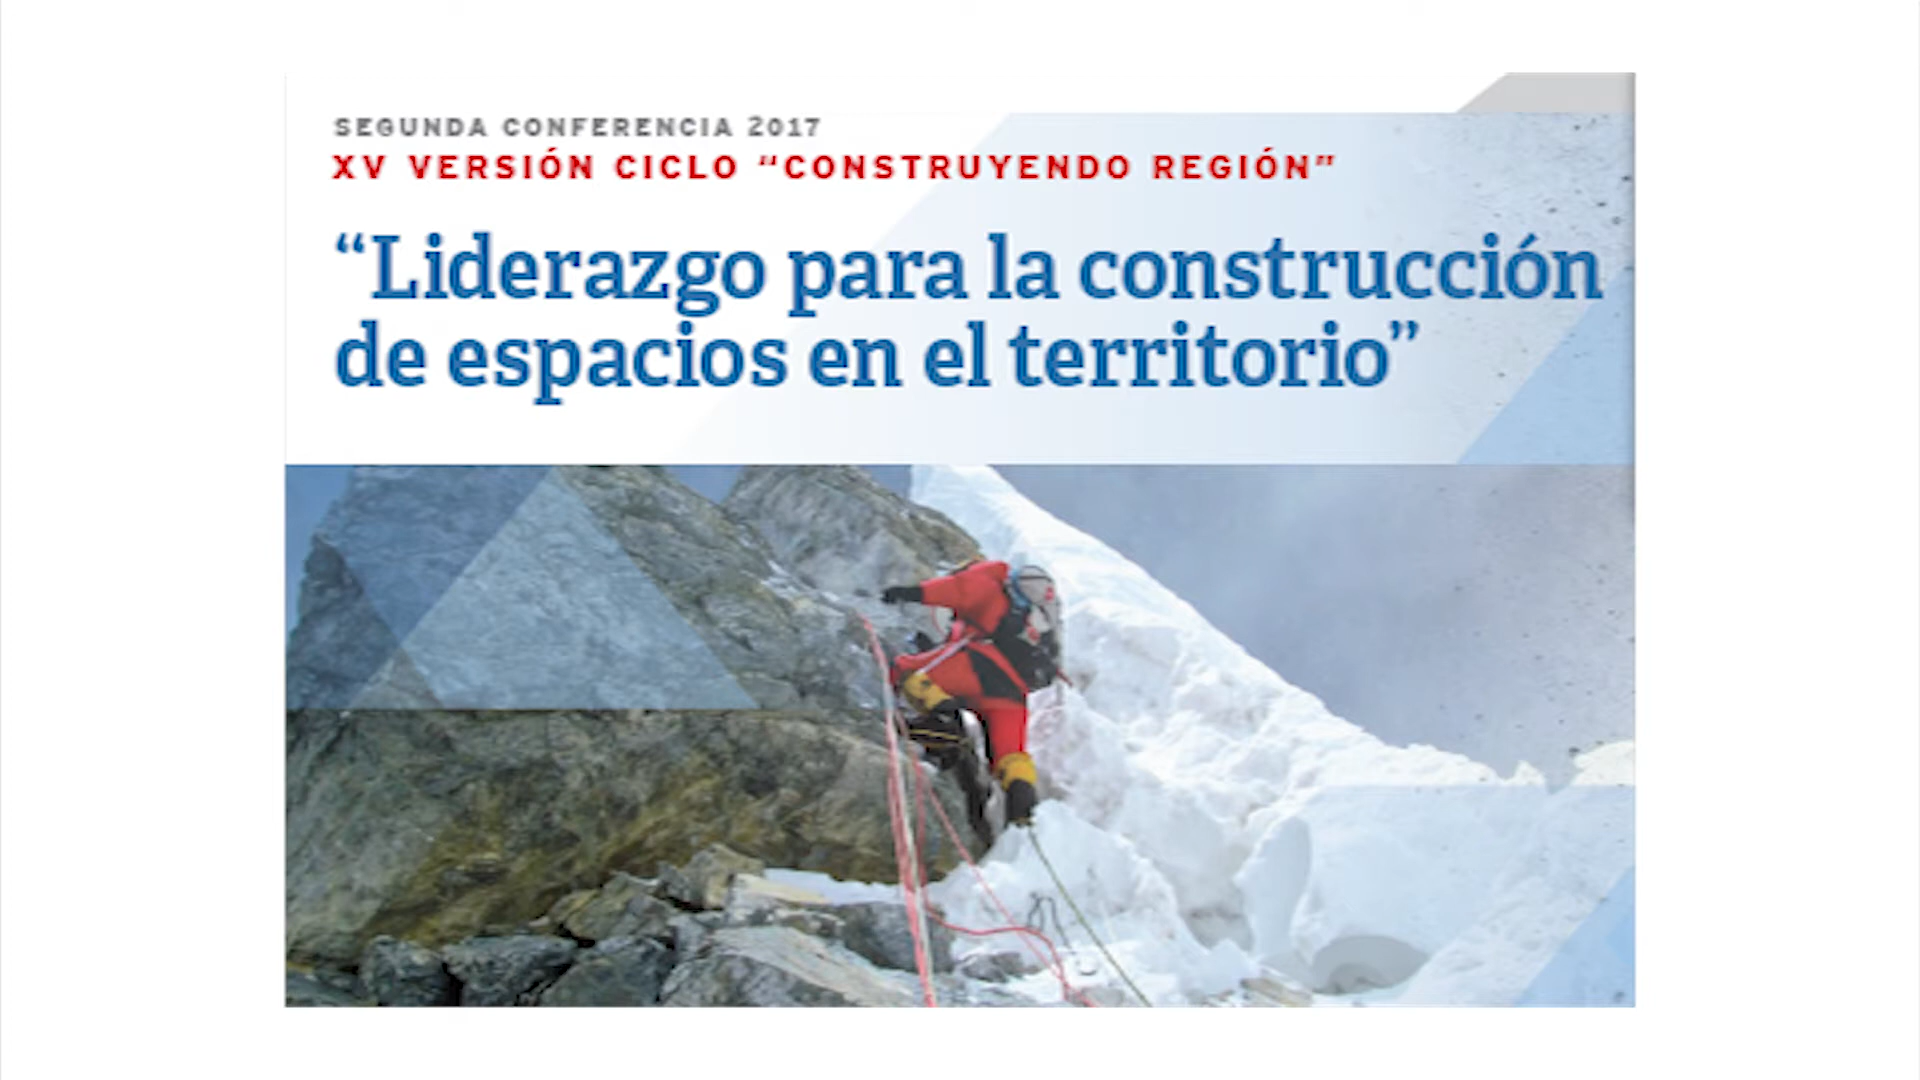 SEGUNDA CONFERENCIA 2017
XV VERSIÓN CICLO “CONSTRUYENDO REGIÓN”
“Liderazgo para la construcción
de espacios en el territorio”